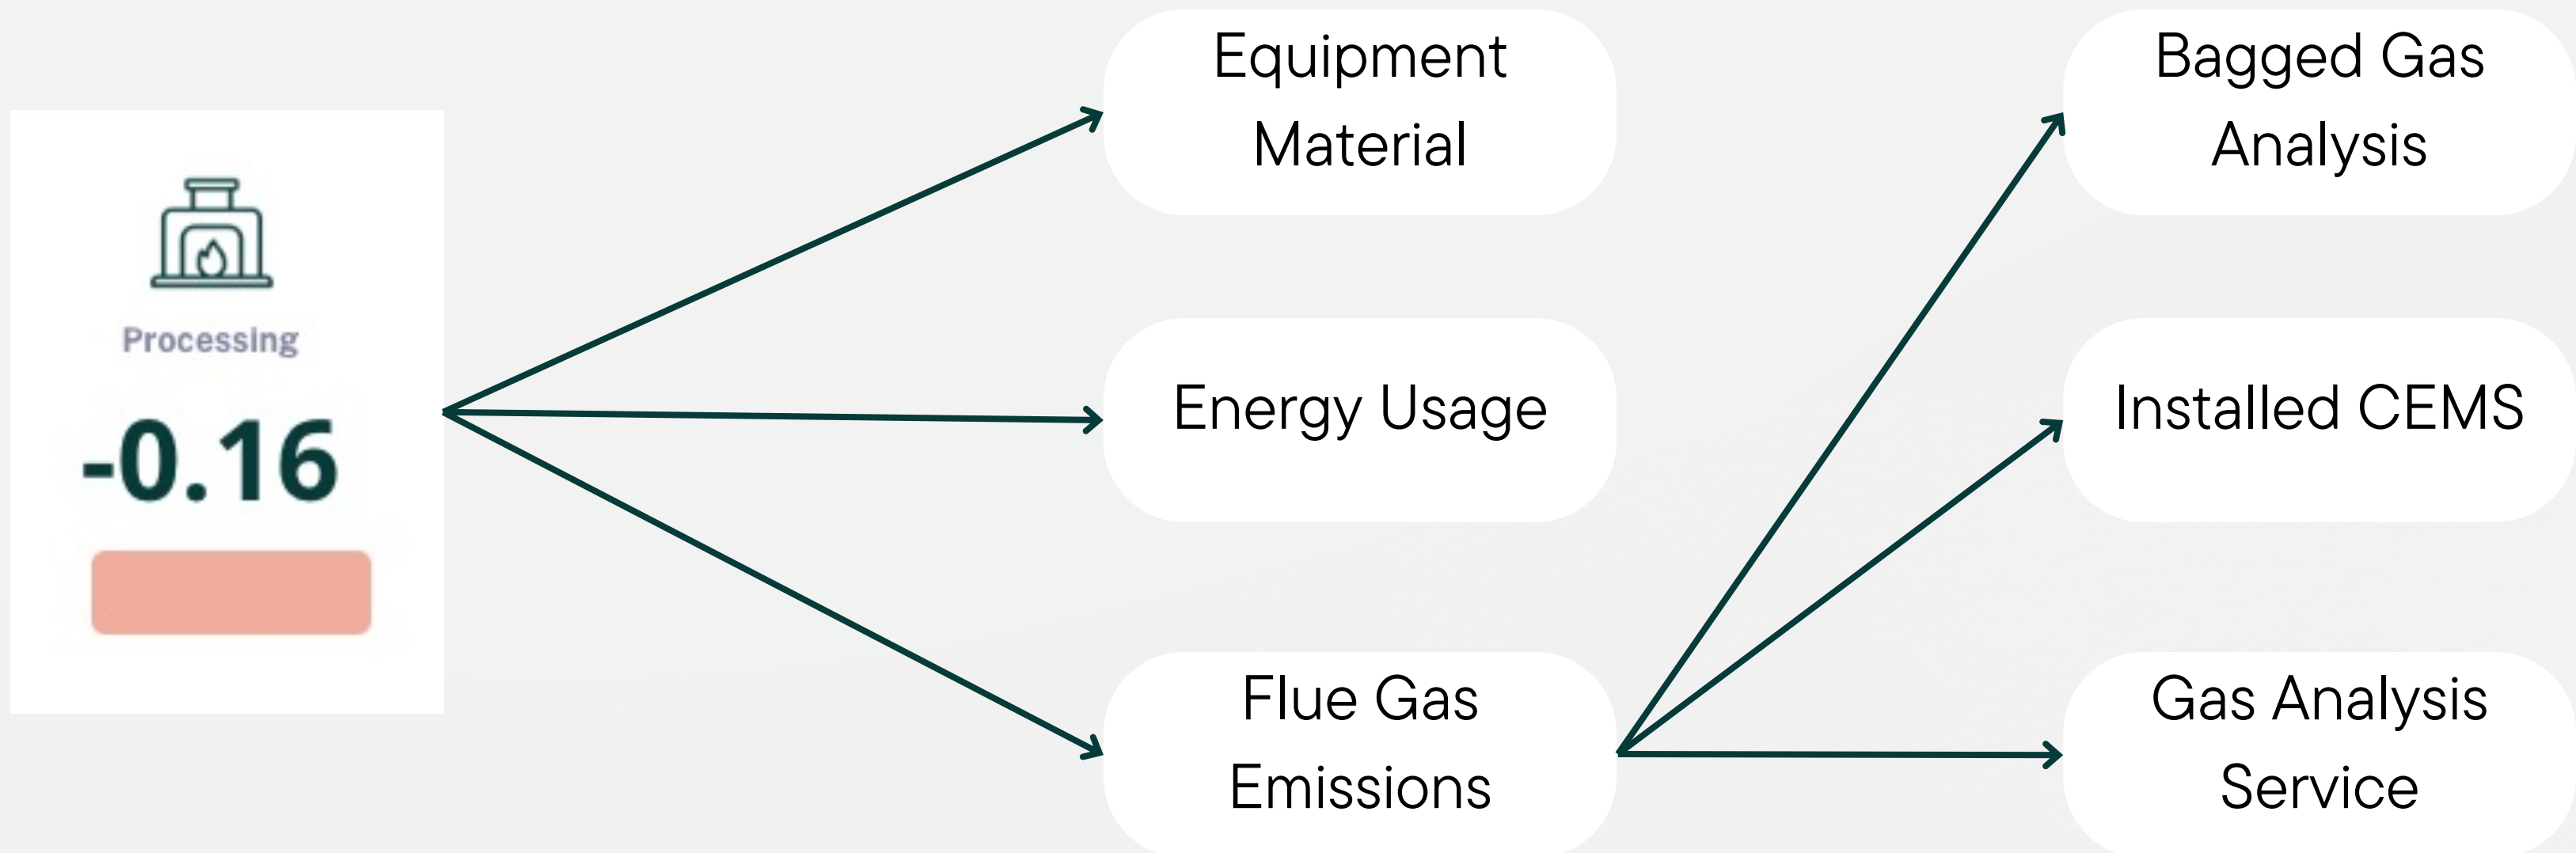 Processing
-0.16
Equipment
Material
Energy Usage
Flue Gas
Emissions
Bagged Gas
Analysis
Installed CEMS
Gas Analysis
Service